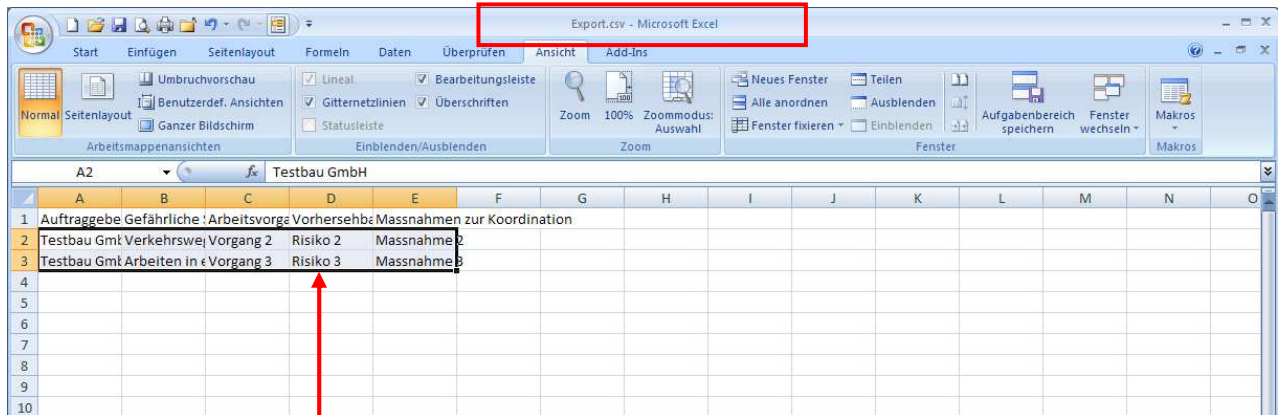 Export.csv - Microsoft Excel
Start Einfügen Seitenlayout Formeln Daten Überprüfen Ansicht Add-Ins
Normal Seitenlayout Umbruchvorschau Lineal Bearbeitungsleiste Zoom 100% Zoommodus: Auswahl Neues Fenster Teilen Aufgabenbereich speichern Fenster wechseln Makros
Benutzerdef. Ansichten Gitternetzlinien Überschriften Alle anordnen Ausblenden
Ganzer Bildschirm Statusleiste Fenster fixieren Einblenden
Arbeitsmappenansichten Einblenden/Ausblenden Zoom Fenster Makros
A2 fx Testbau GmbH
A B C D E F G H I J K L M N O
1 Auftraggebe Gefährliche Arbeitsvorga Vorhersehba Massnahmen zur Koordination
2 Testbau Gml Verkehrsweg Vorgang 2 Risiko 2 Massnahme 2
3 Testbau Gml Arbeiten in e Vorgang 3 Risiko 3 Massnahme 3
4
5
6
7
8
9
10